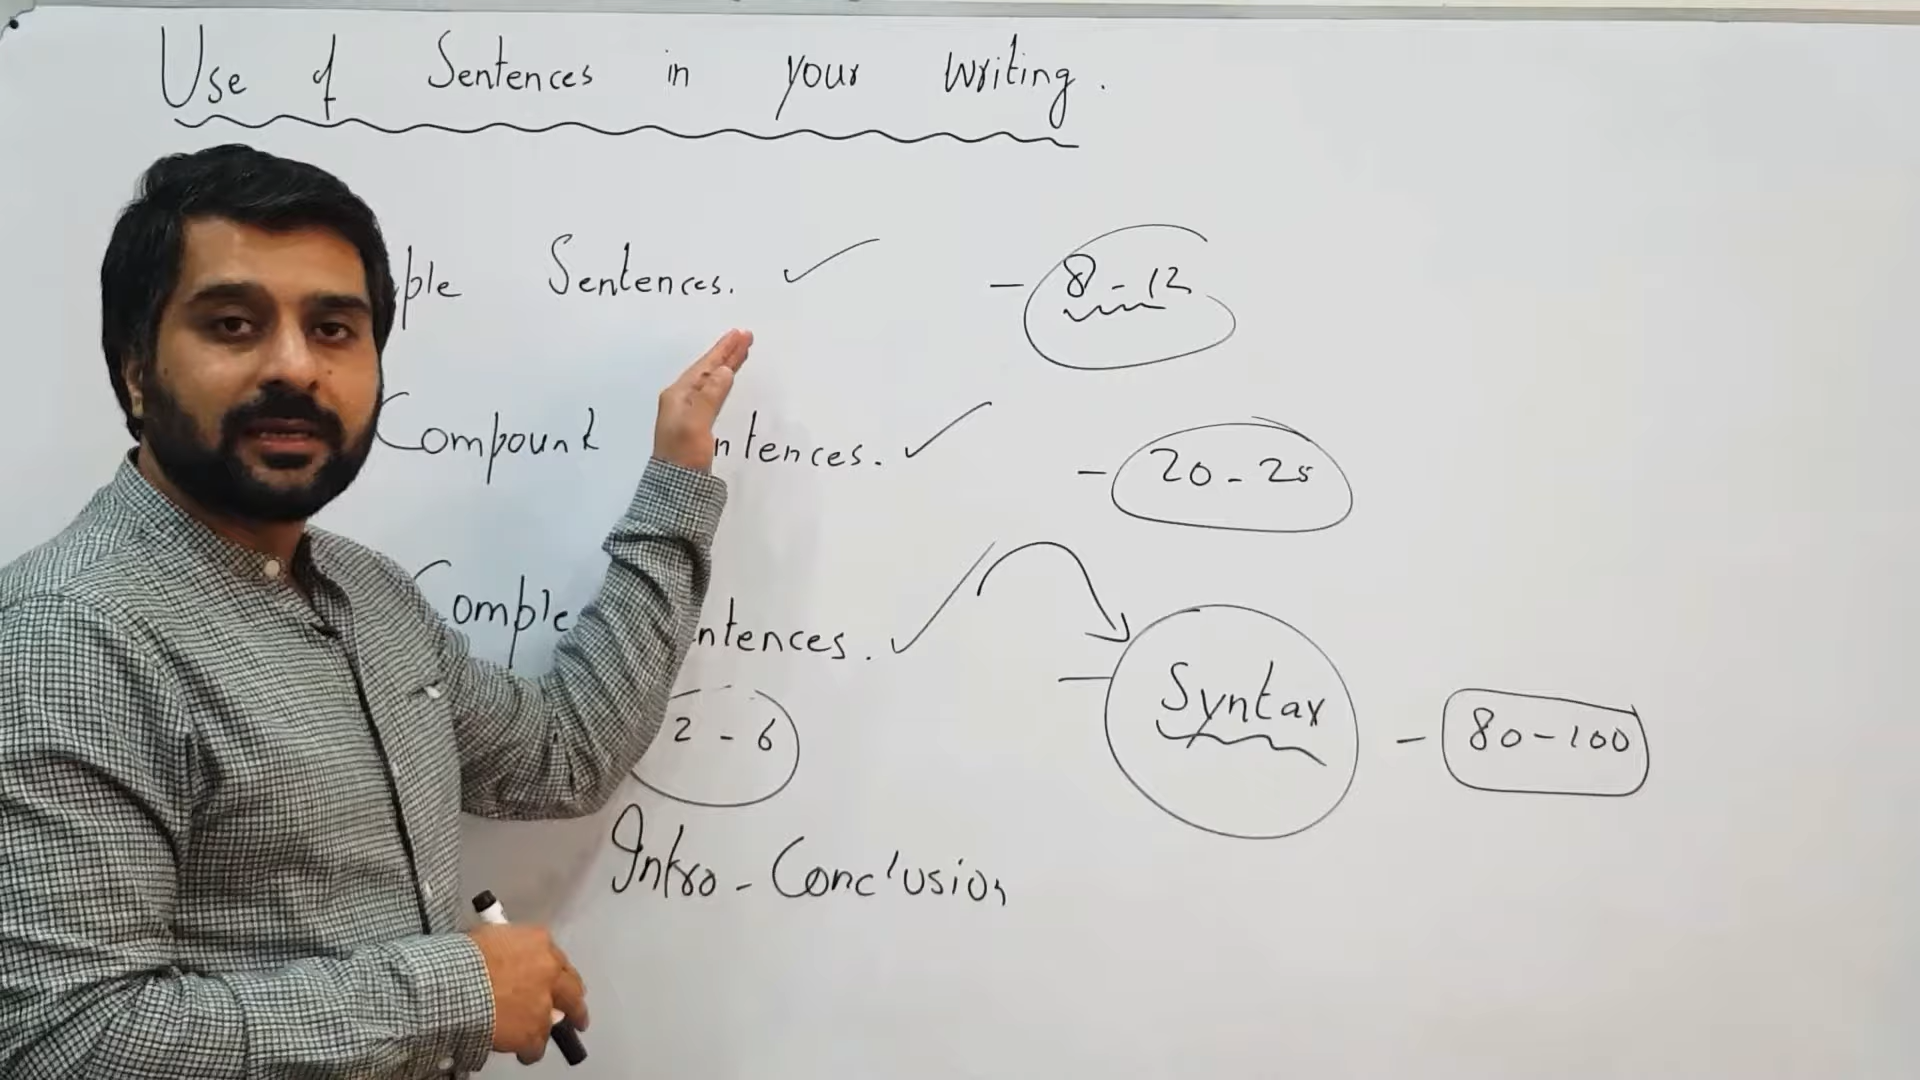 Use of Sentences in your Writing.
ple Sentences. - 8 - 12
Compound ntences. - 20 - 25
Comple ntences.
Syntax - 80 - 100
2 - 6
Intro - Conclusion